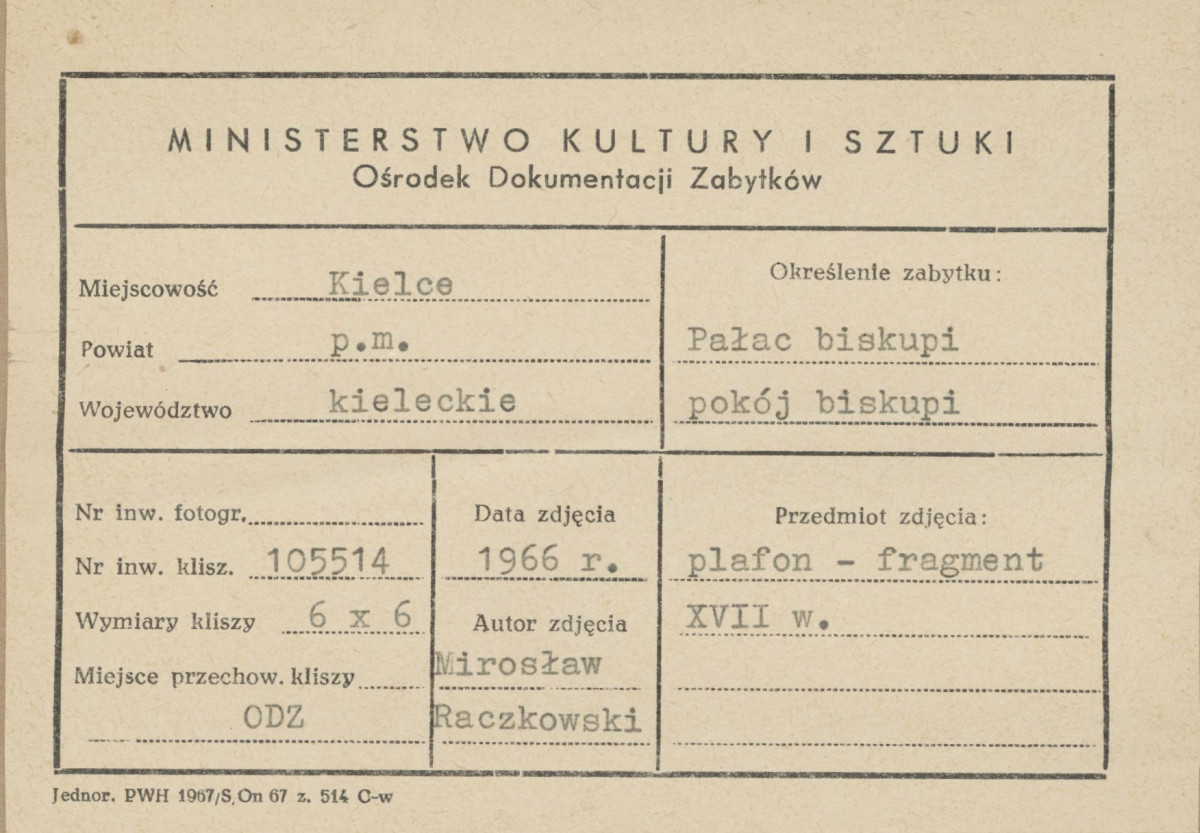 MINISTERSTWO KULTURY I SZTUKI
Ośrodek Dokumentacji Zabytków
Miejscowość Kielce
Powiat p.m.
Województwo kieleckie
Określenie zabytku:
Pałac biskupi
pokój biskupi
Nr inw. fotogr.
Nr inw. klisz. 105514
Wymiary kliszy 6 x 6
Miejsce przechow. kliszy
ODZ
Data zdjęcia
1966 r.
Autor zdjęcia
Mirosław
Raczkowski
Przedmiot zdjęcia:
plafon - fragment
XVII w.
Jednor. PWH 1967/S.On 67 z. 514 C-w